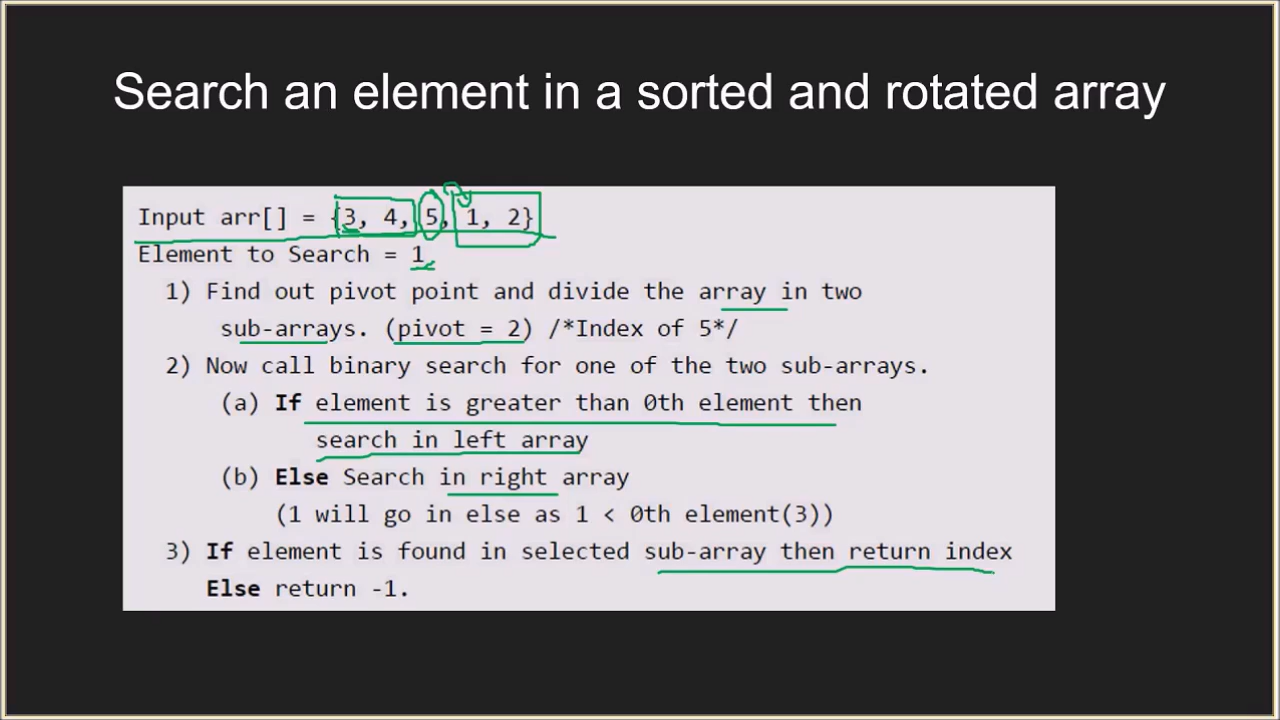 Search an element in a sorted and rotated array
Input arr[] = {3, 4, 5, 1, 2}
Element to Search = 1
1) Find out pivot point and divide the array in two
sub-arrays. (pivot = 2) /*Index of 5*/
2) Now call binary search for one of the two sub-arrays.
(a) If element is greater than 0th element then
search in left array
(b) Else Search in right array
(1 will go in else as 1 < 0th element(3))
3) If element is found in selected sub-array then return index
Else return -1.